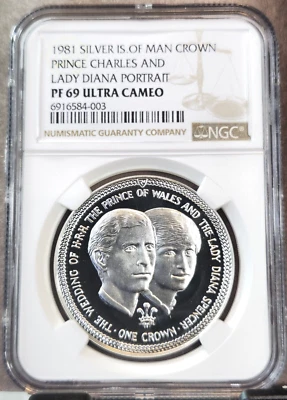 1981 SILVER IS.OF MAN CROWN
PRINCE CHARLES AND
LADY DIANA PORTRAIT
PF 69 ULTRA CAMEO
6916584-003
NUMISMATIC GUARANTY COMPANY
NGC
·THE WEDDING OF H·R·H. THE PRINCE OF WALES AND THE LADY DIANA SPENCER·
·ONE CROWN·